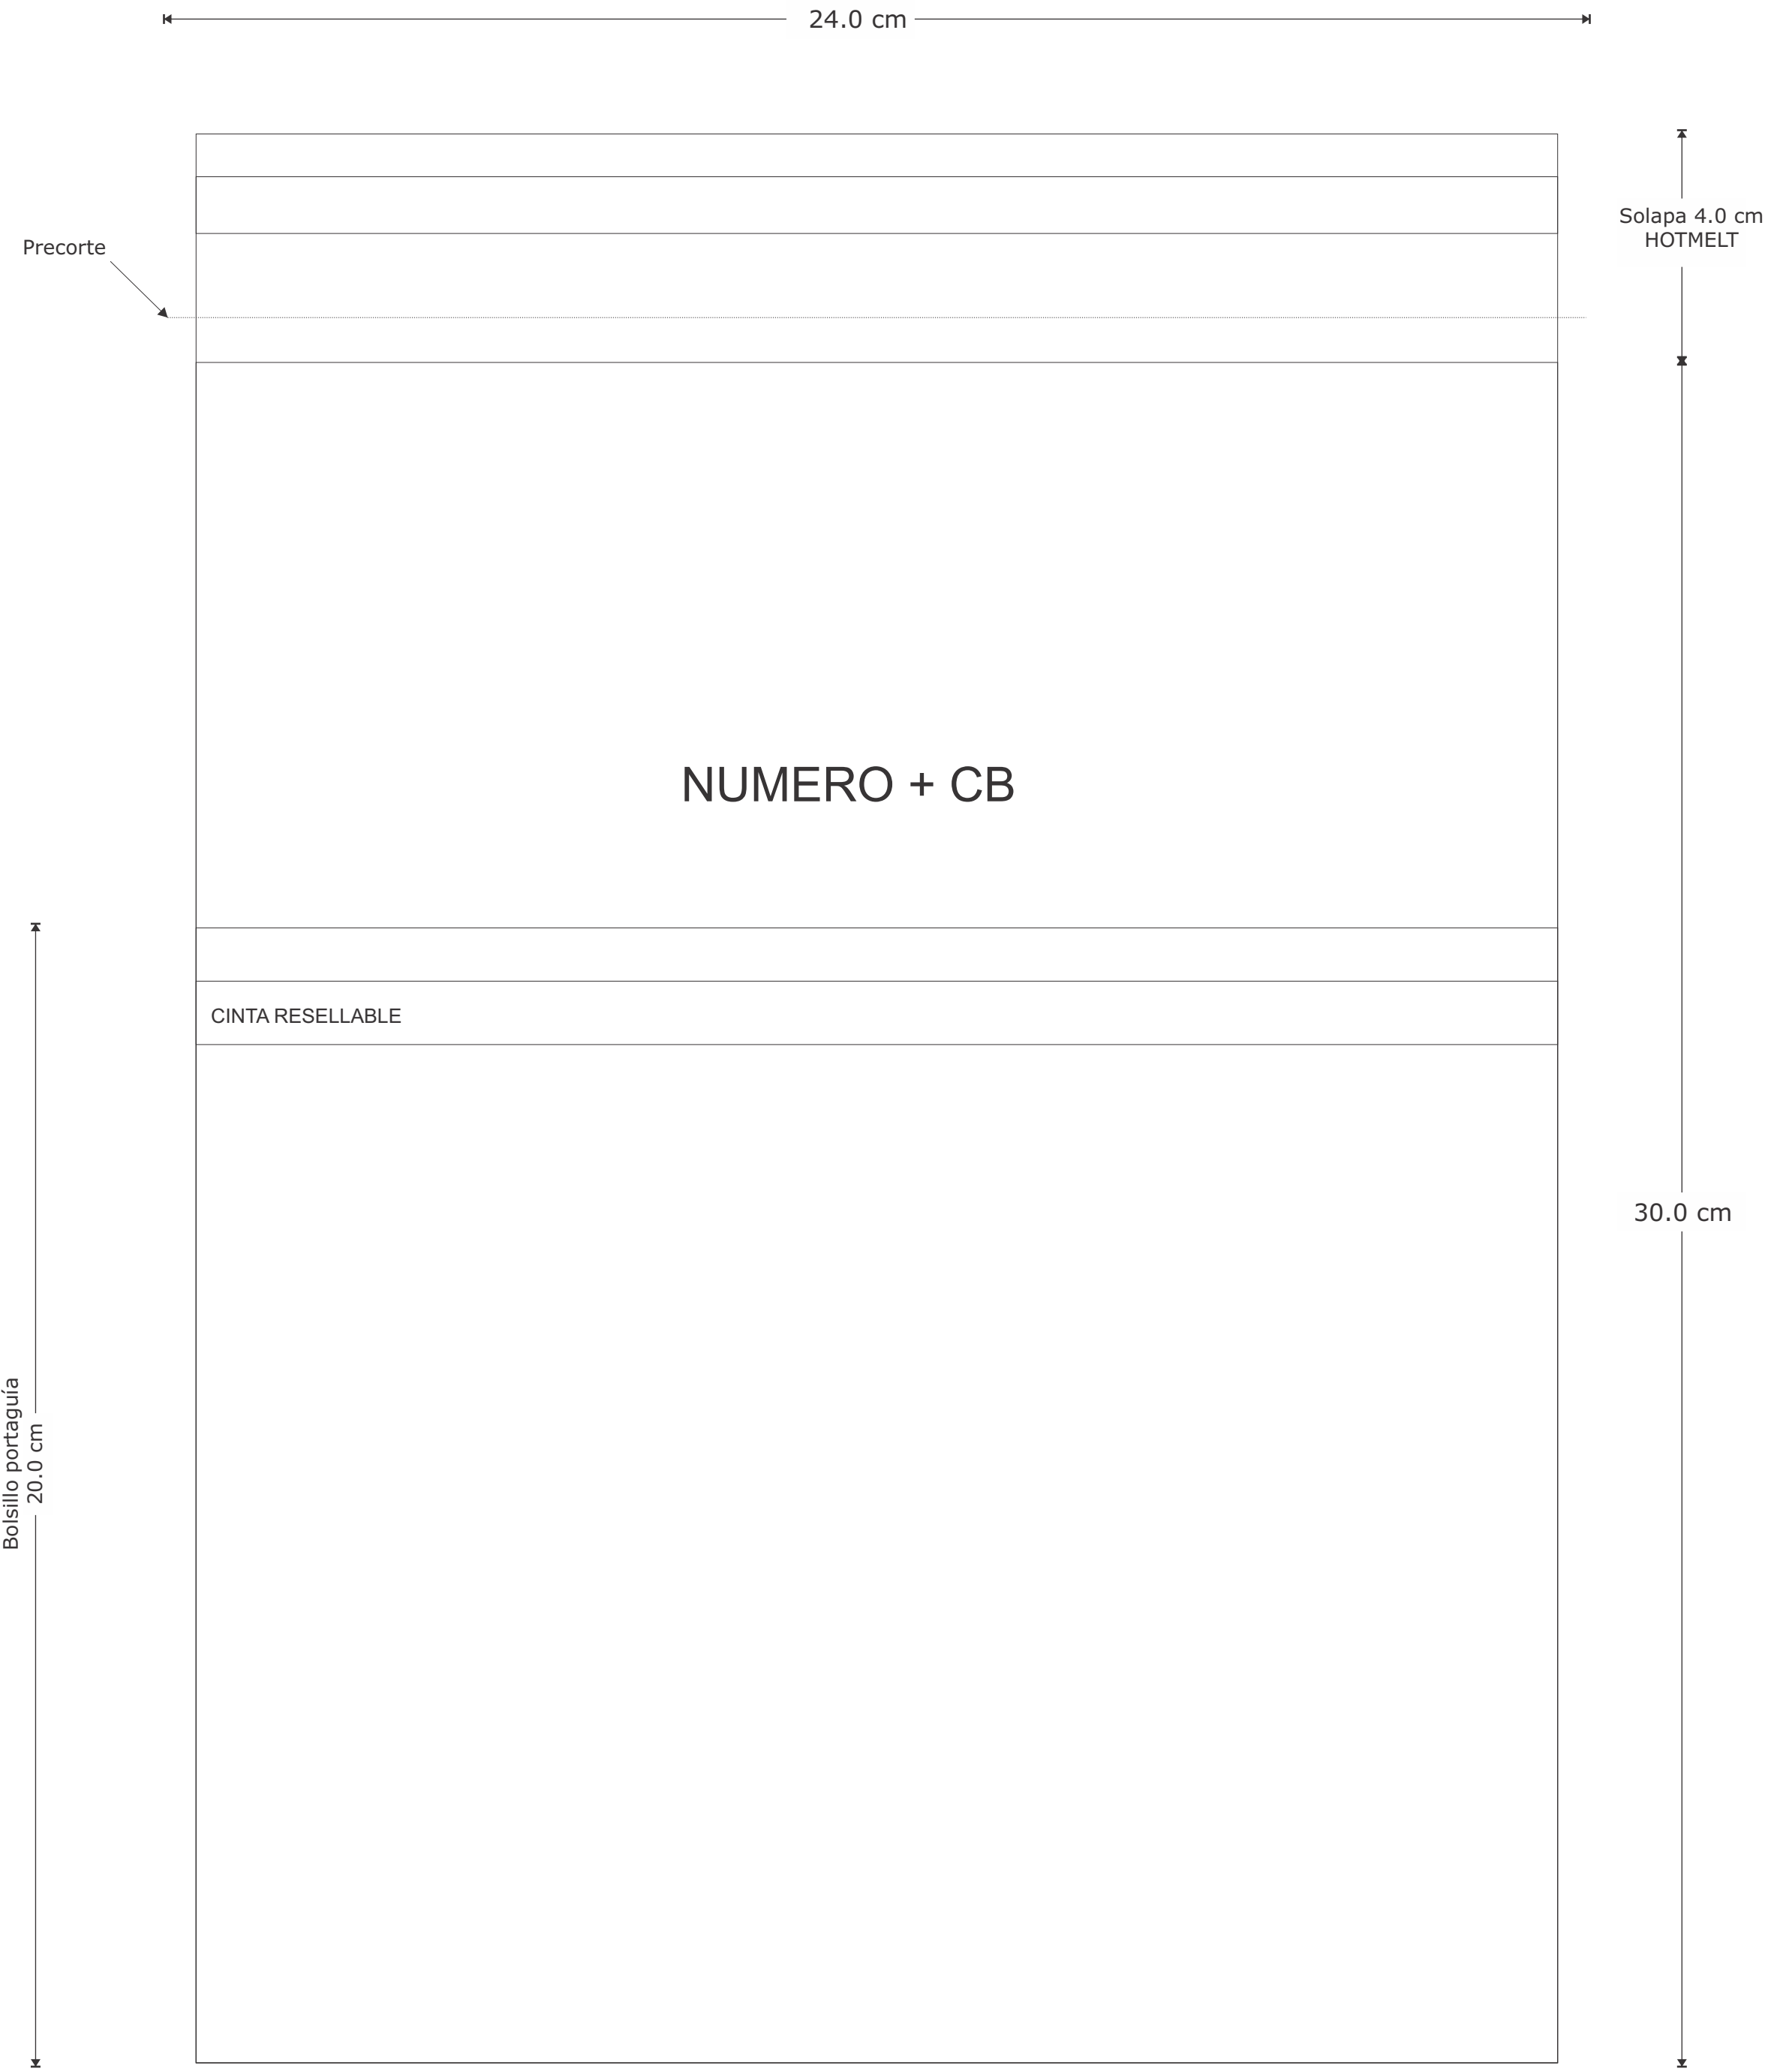 24.0 cm
Solapa 4.0 cm
HOTMELT
Precorte
NUMERO + CB
CINTA RESELLABLE
30.0 cm
Bolsillo portaguía
20.0 cm